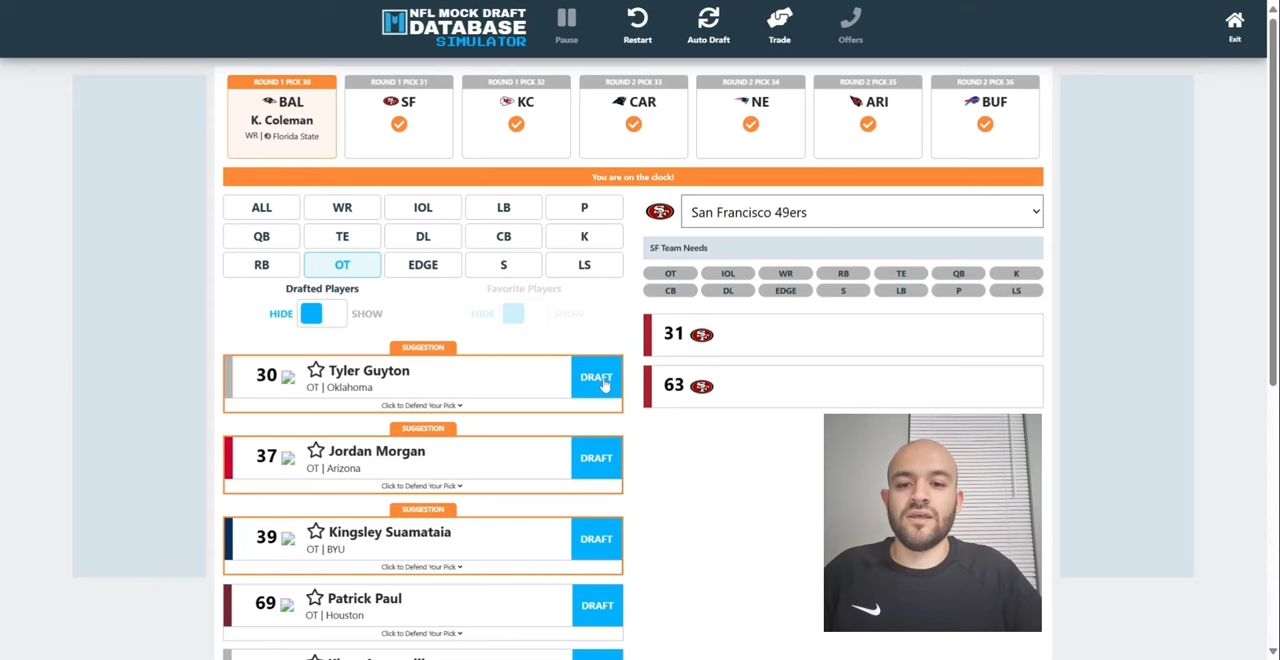 NFL MOCK DRAFT
DATABASE
SIMULATOR
Pause
Restart
Auto Draft
Trade
Offers
Exit
ROUND 1 PICK 30
BAL
K. Coleman
WR | Florida State
ROUND 1 PICK 31
SF
ROUND 1 PICK 32
KC
ROUND 2 PICK 33
CAR
ROUND 2 PICK 34
NE
ROUND 2 PICK 35
ARI
ROUND 2 PICK 36
BUF
You are on the clock!
ALL WR IOL LB P
QB TE DL CB K
RB OT EDGE S LS
Drafted Players
HIDE SHOW
Favorite Players
HIDE SHOW
San Francisco 49ers
SF Team Needs
OT IOL WR RB TE QB K
CB DL EDGE S LB P LS
31
63
SUGGESTION
30 Tyler Guyton
OT | Oklahoma
DRAFT
Click to Defend Your Pick
SUGGESTION
37 Jordan Morgan
OT | Arizona
DRAFT
Click to Defend Your Pick
SUGGESTION
39 Kingsley Suamataia
OT | BYU
DRAFT
Click to Defend Your Pick
69 Patrick Paul
OT | Houston
DRAFT
Click to Defend Your Pick